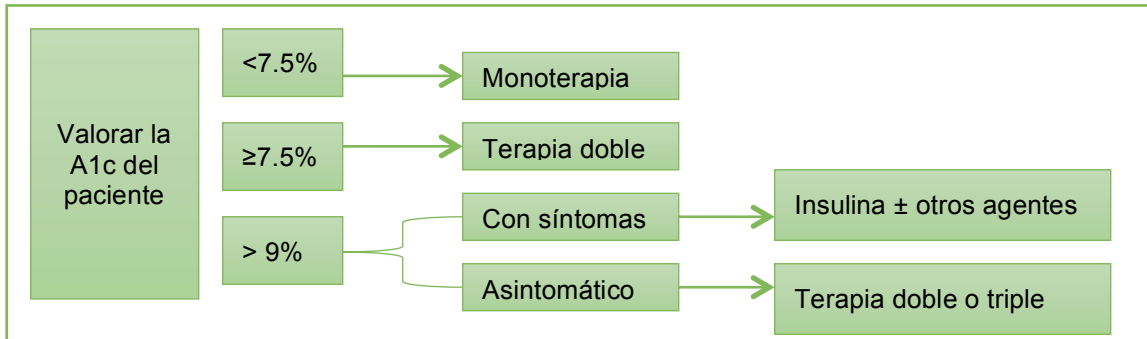 Valorar la
A1c del
paciente
<7.5%
Monoterapia
≥7.5%
Terapia doble
> 9%
Con síntomas
Insulina ± otros agentes
Asintomático
Terapia doble o triple